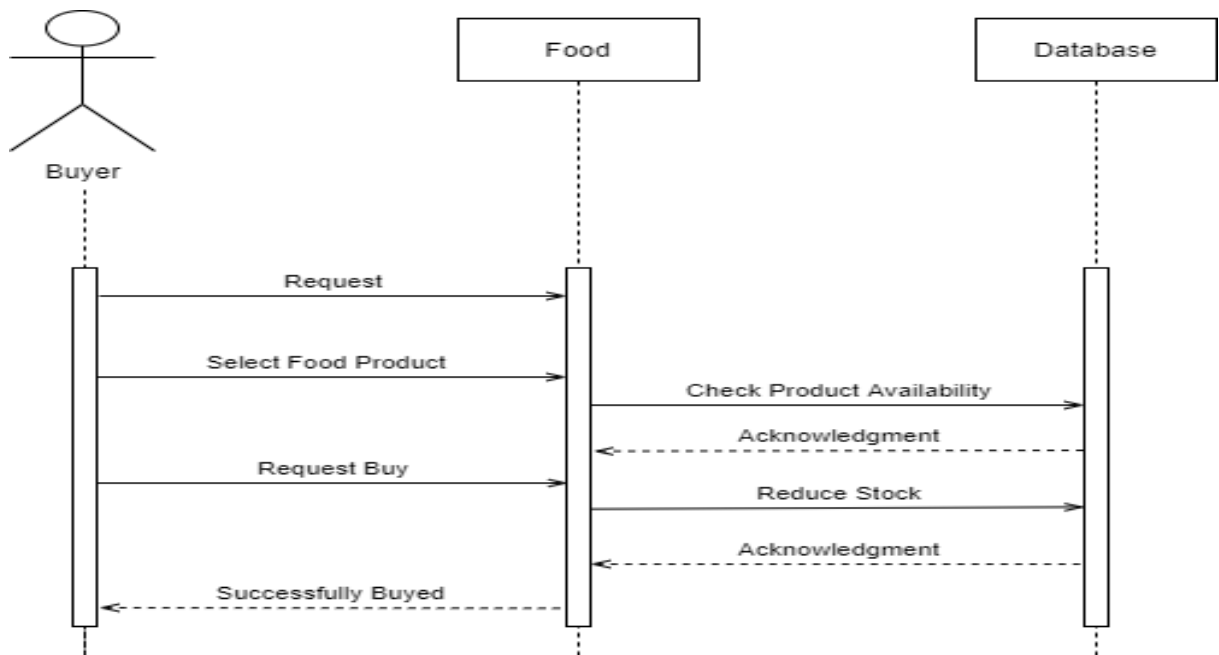 Food
Database
Buyer
Request
Select Food Product
Check Product Availability
Acknowledgment
Request Buy
Reduce Stock
Acknowledgment
Successfully Buyed